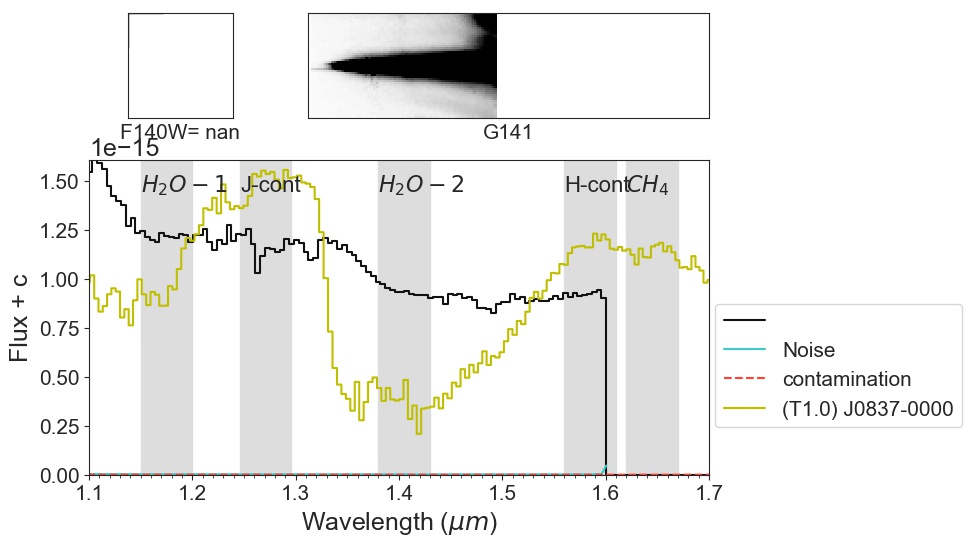 F140W= nan
G141
1e−15
H₂O − 1
J-cont
H₂O − 2
H-cont
CH₄
1.50
1.25
1.00
0.75
0.50
0.25
0.00
Flux + c
1.1
1.2
1.3
1.4
1.5
1.6
1.7
Wavelength (μm)
Noise
contamination
(T1.0) J0837-0000